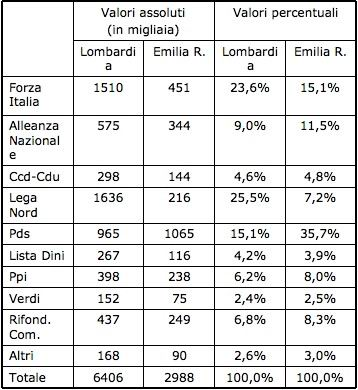 Valori assoluti (in migliaia) Valori percentuali
Lombardia Emilia R. Lombardia Emilia R.
Forza Italia 1510 451 23,6% 15,1%
Alleanza Nazionale 575 344 9,0% 11,5%
Ccd-Cdu 298 144 4,6% 4,8%
Lega Nord 1636 216 25,5% 7,2%
Pds 965 1065 15,1% 35,7%
Lista Dini 267 116 4,2% 3,9%
Ppi 398 238 6,2% 8,0%
Verdi 152 75 2,4% 2,5%
Rifond. Com. 437 249 6,8% 8,3%
Altri 168 90 2,6% 3,0%
Totale 6406 2988 100,0% 100,0%